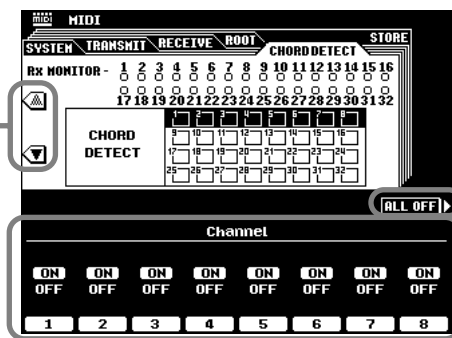 MIDI MIDI
SYSTEM TRANSMIT RECEIVE ROOT CHORD DETECT STORE
Rx MONITOR - 1 2 3 4 5 6 7 8 9 10 11 12 13 14 15 16
17 18 19 20 21 22 23 24 25 26 27 28 29 30 31 32
CHORD DETECT
1 2 3 4 5 6 7 8
9 10 11 12 13 14 15 16
17 18 19 20 21 22 23 24
25 26 27 28 29 30 31 32
ALL OFF
Channel
ON ON ON ON ON ON ON ON
OFF OFF OFF OFF OFF OFF OFF OFF
1 2 3 4 5 6 7 8